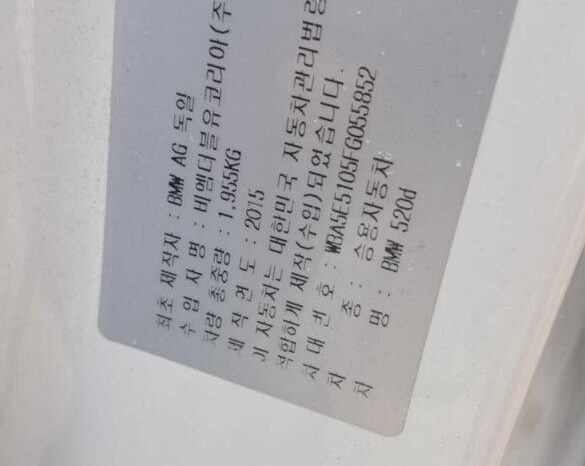 최초 제작자 : BMW AG 독일
수입 사 명 : 비엠더블유코리아(주
차량 총중량 : 1,955KG
제 작 연 도 : 2015
이 자동차는 대한민국 자동차관리법령
적합하게 제작(수입)되었습니다.
차 대 번 호 : WBA5E5105FG055852
차 종 : 승용자동차
차 명 : BMW 520d